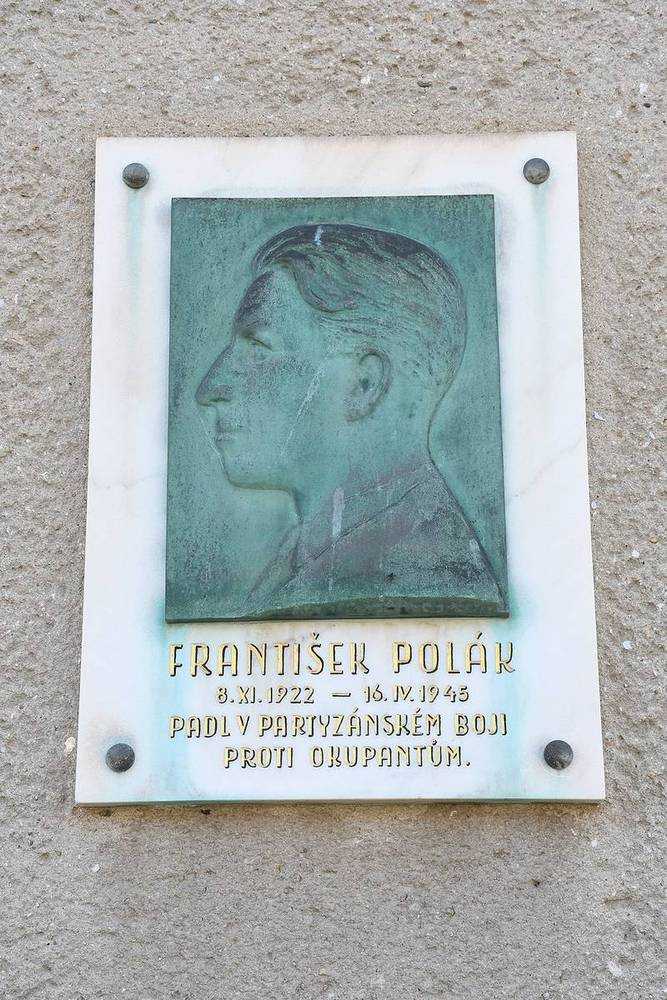 FRANTIŠEK POLÁK
8.XI.1922 — 16.IV.1945
PADL V PARTYZÁNSKÉM BOJI
PROTI OKUPANTŮM.